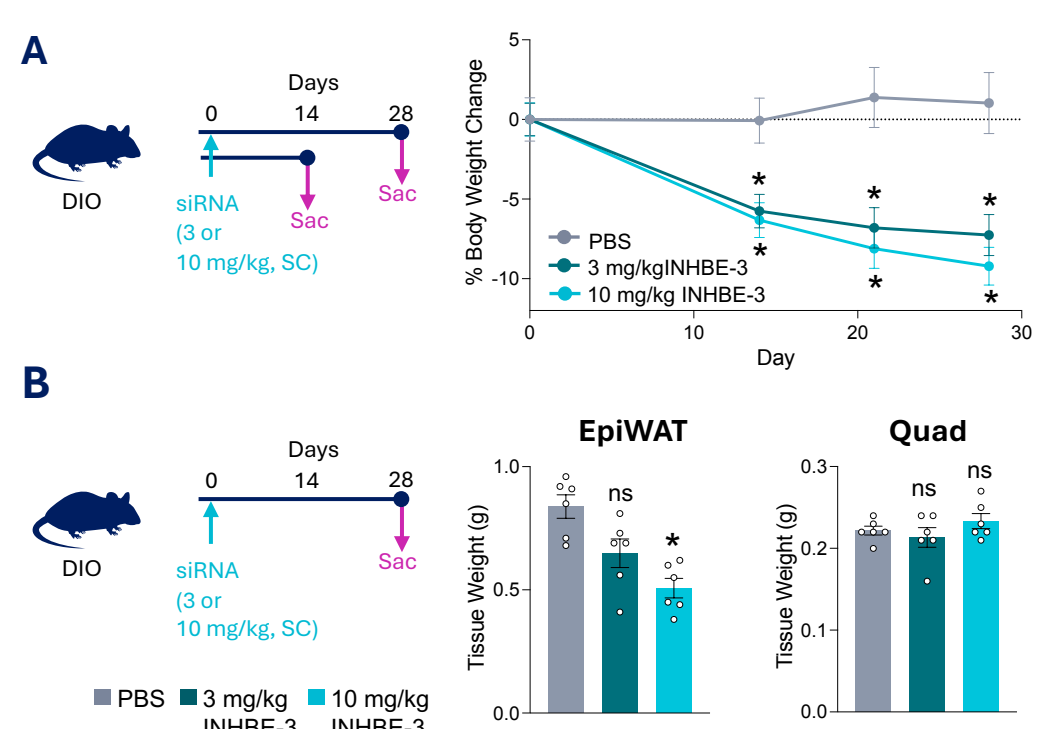 A
Days
0 14 28
DIO
siRNA
(3 or
10 mg/kg, SC)
Sac
Sac
% Body Weight Change
5
0
-5
-10
* * *
* * *
PBS
3 mg/kgINHBE-3
10 mg/kg INHBE-3
0 10 20 30
Day
B
Days
0 14 28
DIO
siRNA
(3 or
10 mg/kg, SC)
Sac
PBS 3 mg/kg 10 mg/kg
INHBE-3 INHBE-3
EpiWAT
Tissue Weight (g)
1.0
0.5
0.0
ns
*
Quad
Tissue Weight (g)
0.3
0.2
0.1
0.0
ns
ns